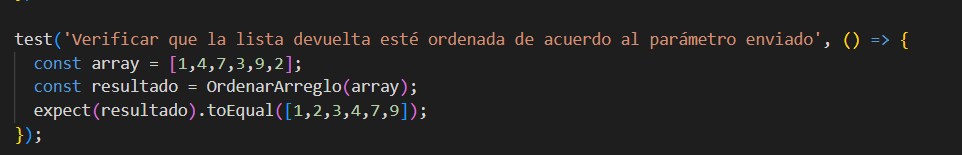 test('Verificar que la lista devuelta esté ordenada de acuerdo al parámetro enviado', () => {
  const array = [1,4,7,3,9,2];
  const resultado = OrdenarArreglo(array);
  expect(resultado).toEqual([1,2,3,4,7,9]);
});